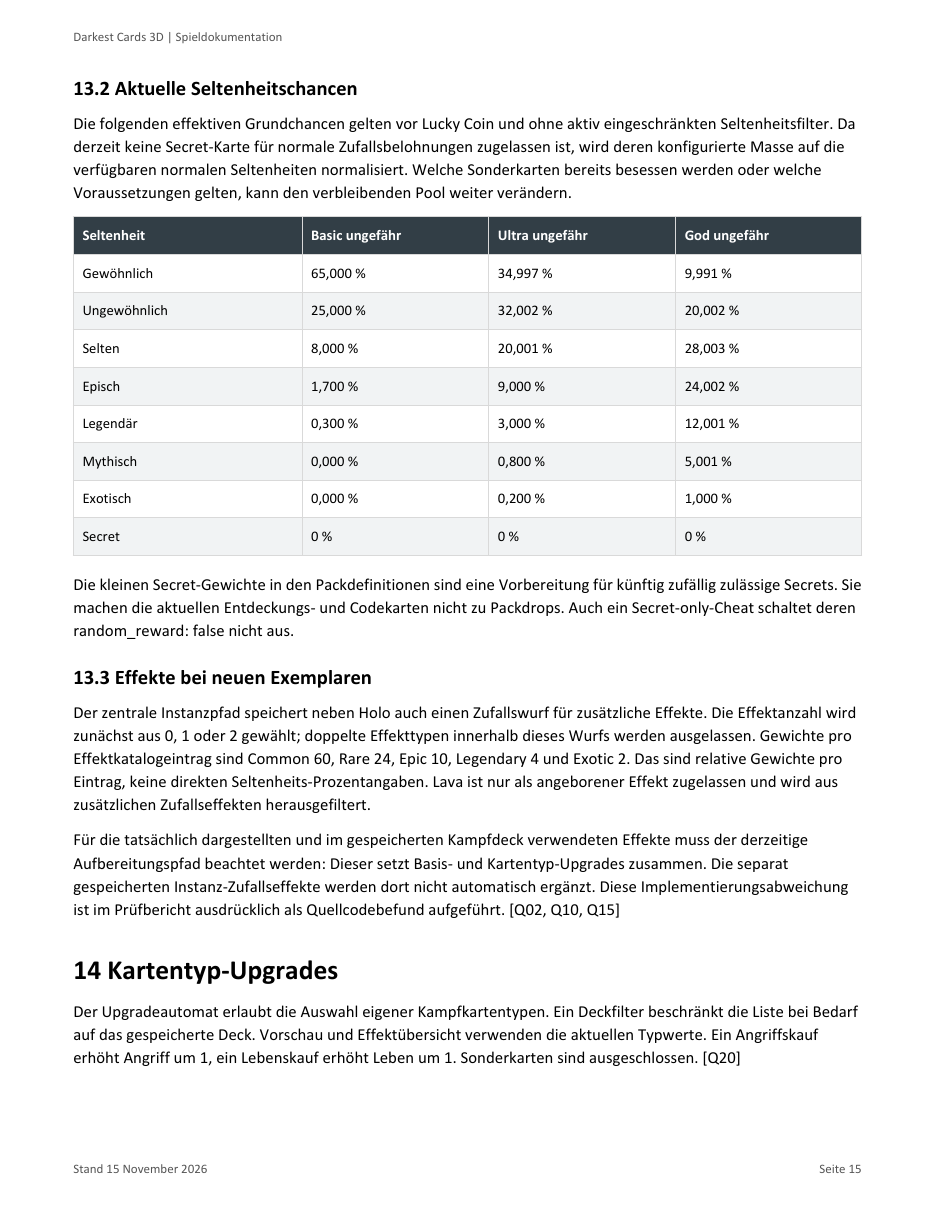 Darkest Cards 3D | Spieldokumentation
13.2 Aktuelle Seltenheitschancen
Die folgenden effektiven Grundchancen gelten vor Lucky Coin und ohne aktiv eingeschränkten Seltenheitsfilter. Da
derzeit keine Secret-Karte für normale Zufallsbelohnungen zugelassen ist, wird deren konfigurierte Masse auf die
verfügbaren normalen Seltenheiten normalisiert. Welche Sonderkarten bereits besessen werden oder welche
Voraussetzungen gelten, kann den verbleibenden Pool weiter verändern.
Seltenheit Basic ungefähr Ultra ungefähr God ungefähr
Gewöhnlich 65,000 % 34,997 % 9,991 %
Ungewöhnlich 25,000 % 32,002 % 20,002 %
Selten 8,000 % 20,001 % 28,003 %
Episch 1,700 % 9,000 % 24,002 %
Legendär 0,300 % 3,000 % 12,001 %
Mythisch 0,000 % 0,800 % 5,001 %
Exotisch 0,000 % 0,200 % 1,000 %
Secret 0 % 0 % 0 %
Die kleinen Secret-Gewichte in den Packdefinitionen sind eine Vorbereitung für künftig zufällig zulässige Secrets. Sie
machen die aktuellen Entdeckungs- und Codekarten nicht zu Packdrops. Auch ein Secret-only-Cheat schaltet deren
random_reward: false nicht aus.
13.3 Effekte bei neuen Exemplaren
Der zentrale Instanzpfad speichert neben Holo auch einen Zufallswurf für zusätzliche Effekte. Die Effektanzahl wird
zunächst aus 0, 1 oder 2 gewählt; doppelte Effekttypen innerhalb dieses Wurfs werden ausgelassen. Gewichte pro
Effektkatalogeintrag sind Common 60, Rare 24, Epic 10, Legendary 4 und Exotic 2. Das sind relative Gewichte pro
Eintrag, keine direkten Seltenheits-Prozentangaben. Lava ist nur als angeborener Effekt zugelassen und wird aus
zusätzlichen Zufallseffekten herausgefiltert.
Für die tatsächlich dargestellten und im gespeicherten Kampfdeck verwendeten Effekte muss der derzeitige
Aufbereitungspfad beachtet werden: Dieser setzt Basis- und Kartentyp-Upgrades zusammen. Die separat
gespeicherten Instanz-Zufallseffekte werden dort nicht automatisch ergänzt. Diese Implementierungsabweichung
ist im Prüfbericht ausdrücklich als Quellcodebefund aufgeführt. [Q02, Q10, Q15]
14 Kartentyp-Upgrades
Der Upgradeautomat erlaubt die Auswahl eigener Kampfkartentypen. Ein Deckfilter beschränkt die Liste bei Bedarf
auf das gespeicherte Deck. Vorschau und Effektübersicht verwenden die aktuellen Typwerte. Ein Angriffskauf
erhöht Angriff um 1, ein Lebenskauf erhöht Leben um 1. Sonderkarten sind ausgeschlossen. [Q20]
Stand 15 November 2026 Seite 15